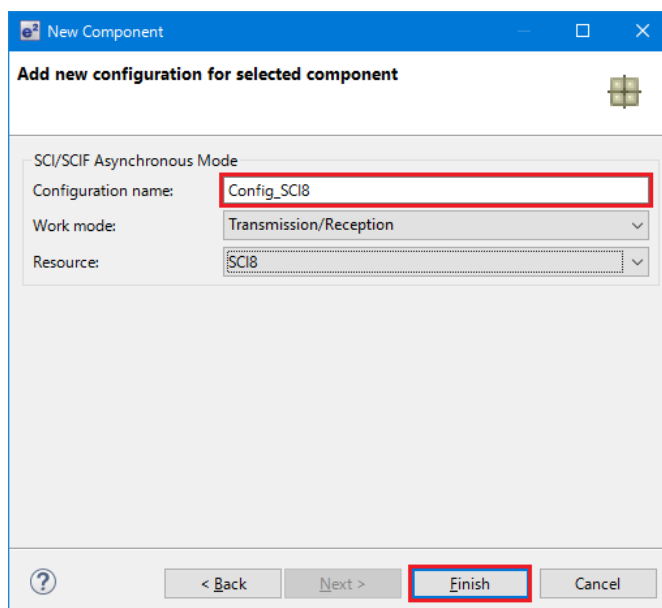 e² New Component
Add new configuration for selected component
SCI/SCIF Asynchronous Mode
Configuration name: Config_SCI8
Work mode: Transmission/Reception
Resource: SCI8
? < Back Next > Finish Cancel